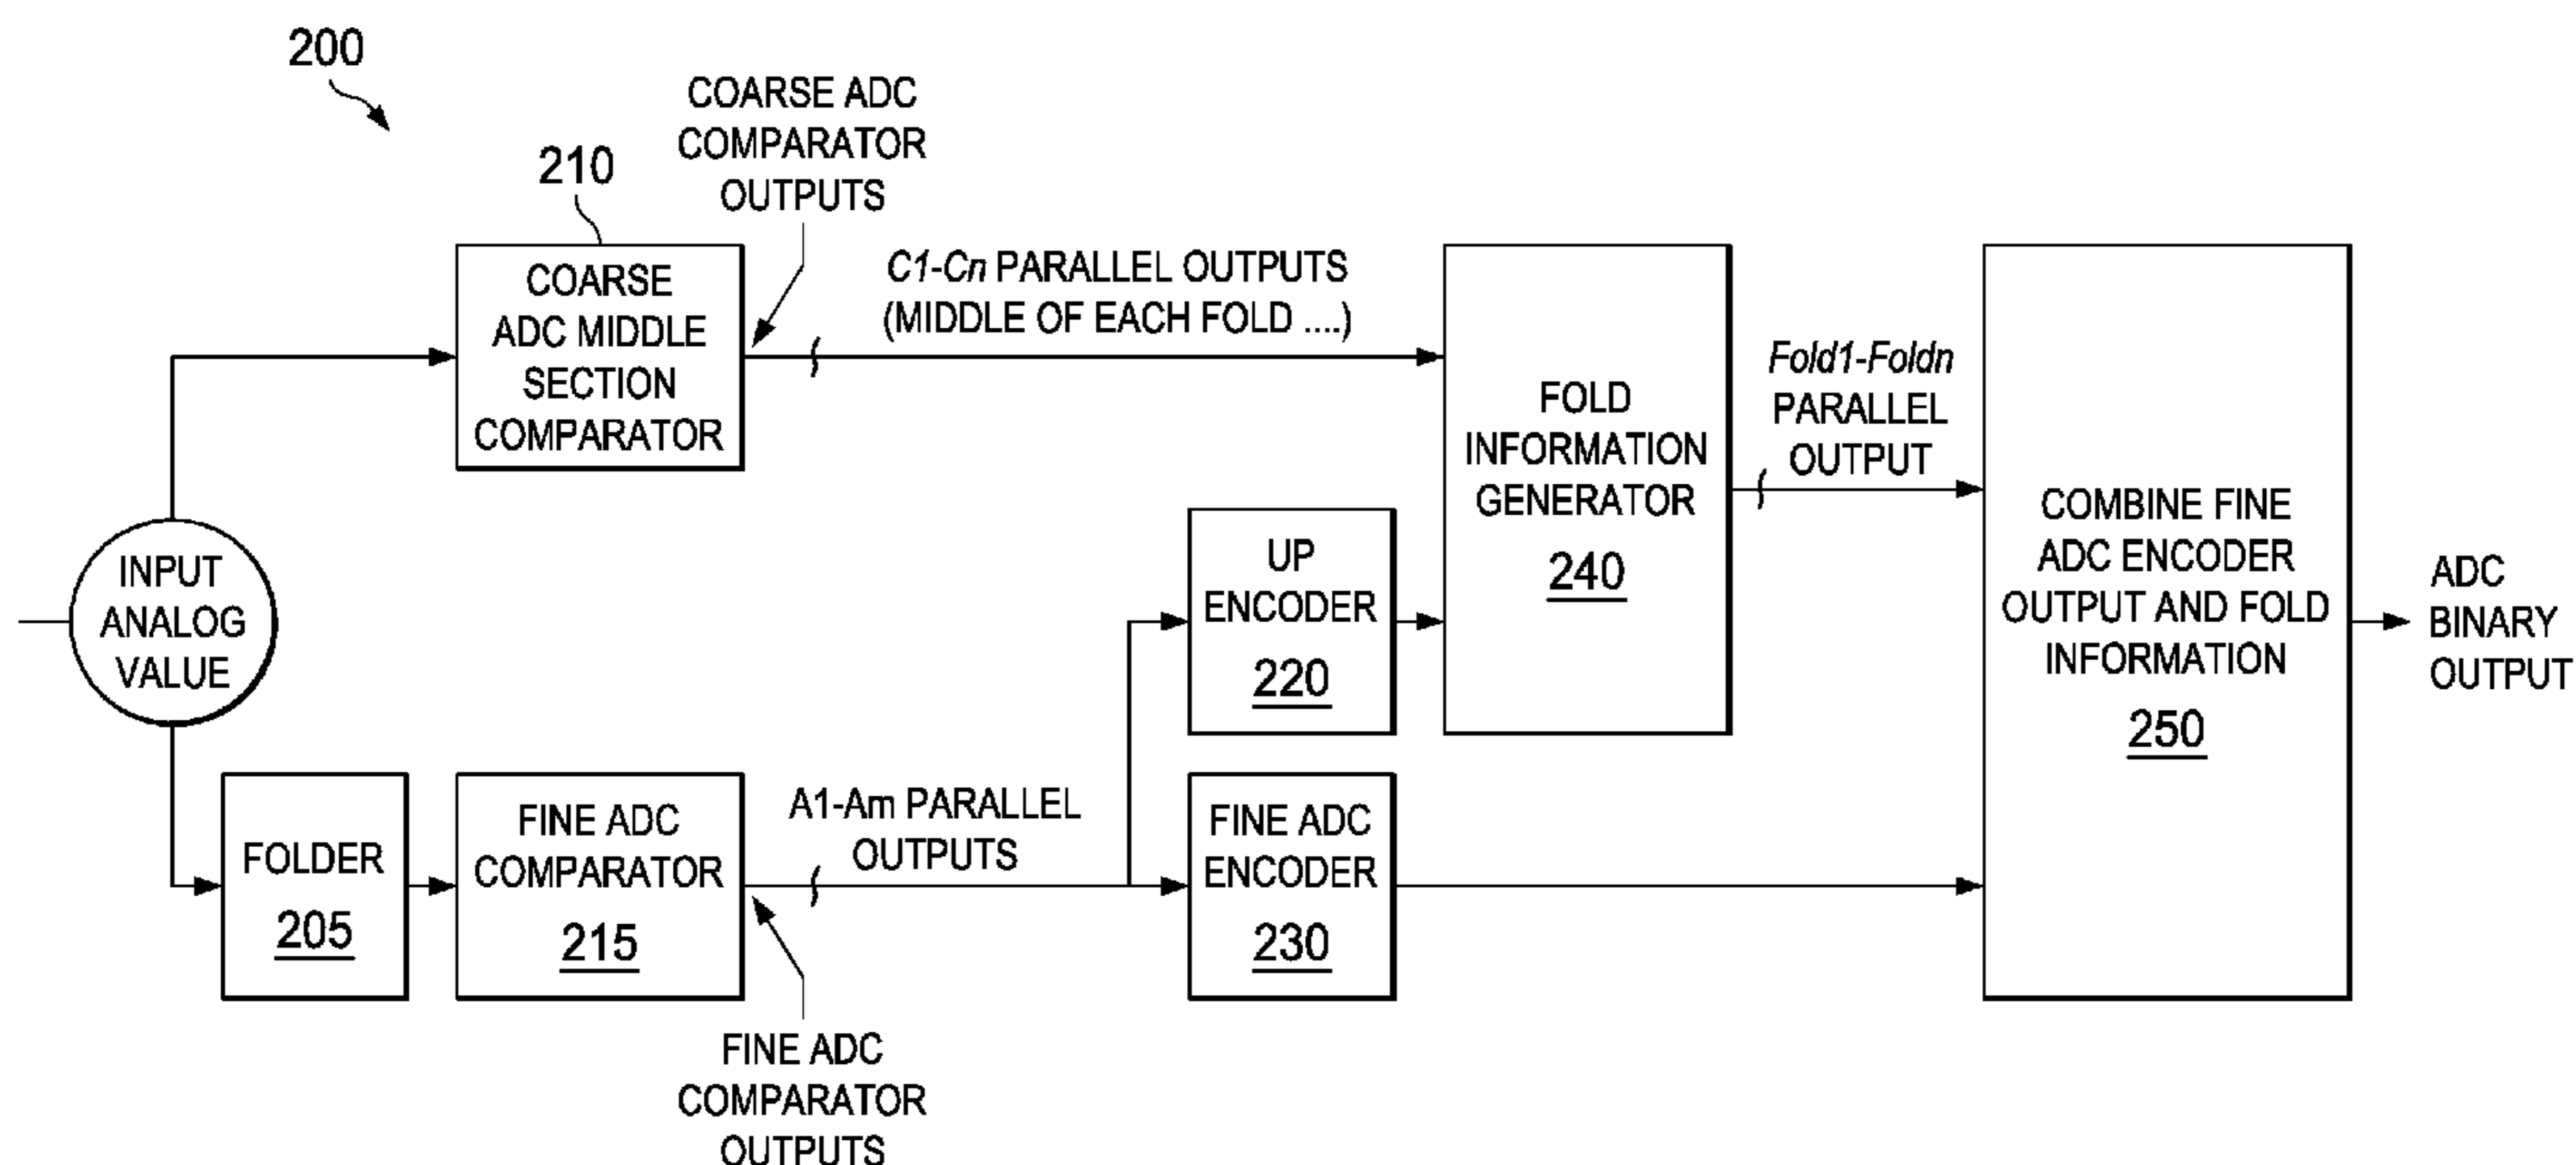 200
COARSE ADC
COMPARATOR
OUTPUTS
210
COARSE
ADC MIDDLE
SECTION
COMPARATOR
C1-Cn PARALLEL OUTPUTS
(MIDDLE OF EACH FOLD ....)
FOLD
INFORMATION
GENERATOR
240
Fold1-Foldn
PARALLEL
OUTPUT
COMBINE FINE
ADC ENCODER
OUTPUT AND FOLD
INFORMATION
250
ADC
BINARY
OUTPUT
INPUT
ANALOG
VALUE
UP
ENCODER
220
FOLDER
205
FINE ADC
COMPARATOR
215
A1-Am PARALLEL
OUTPUTS
FINE ADC
ENCODER
230
FINE ADC
COMPARATOR
OUTPUTS